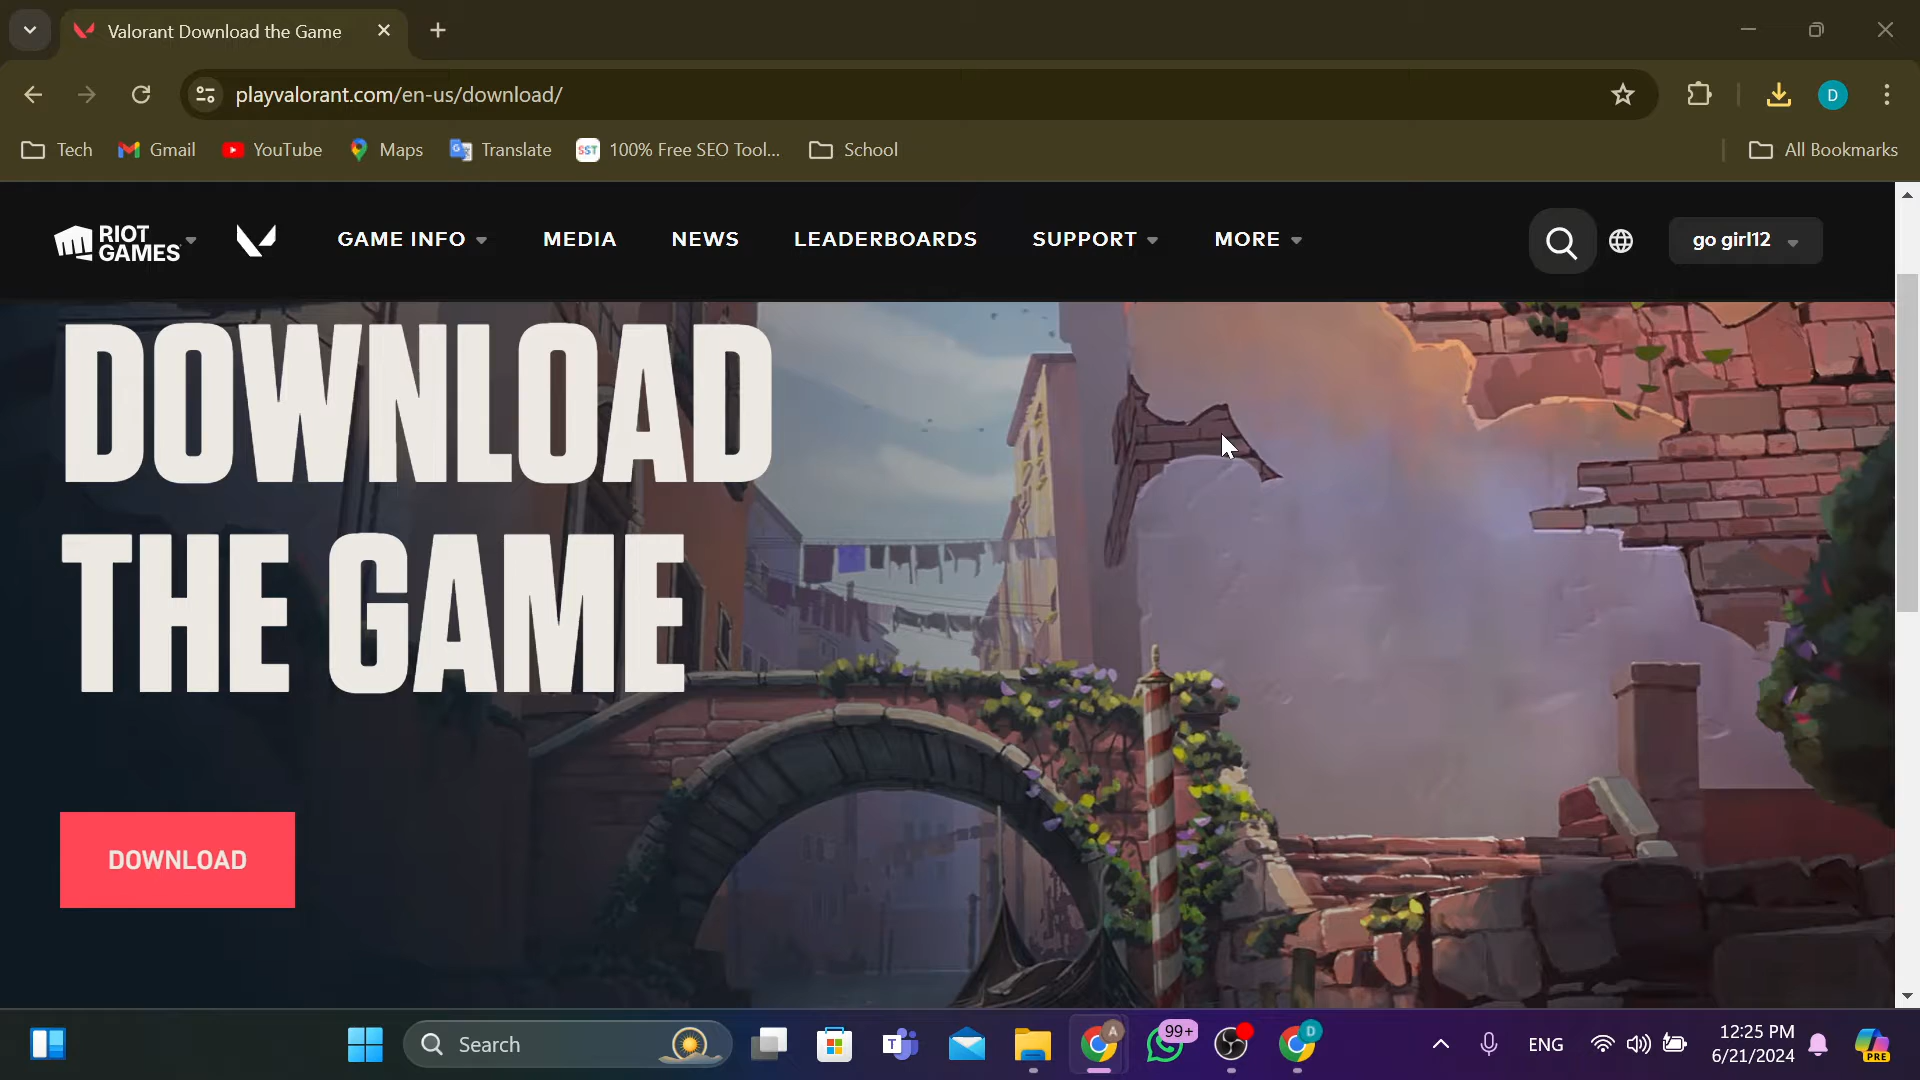 Valorant Download the Game
playvalorant.com/en-us/download/
D
Tech
Gmail
YouTube
Maps
Translate
SST 100% Free SEO Tool...
School
All Bookmarks
RIOT
GAMES
GAME INFO
MEDIA
NEWS
LEADERBOARDS
SUPPORT
MORE
go girl12
DOWNLOAD
THE GAME
DOWNLOAD
Search
T
A
99+
D
ENG
12:25 PM
6/21/2024
PRE